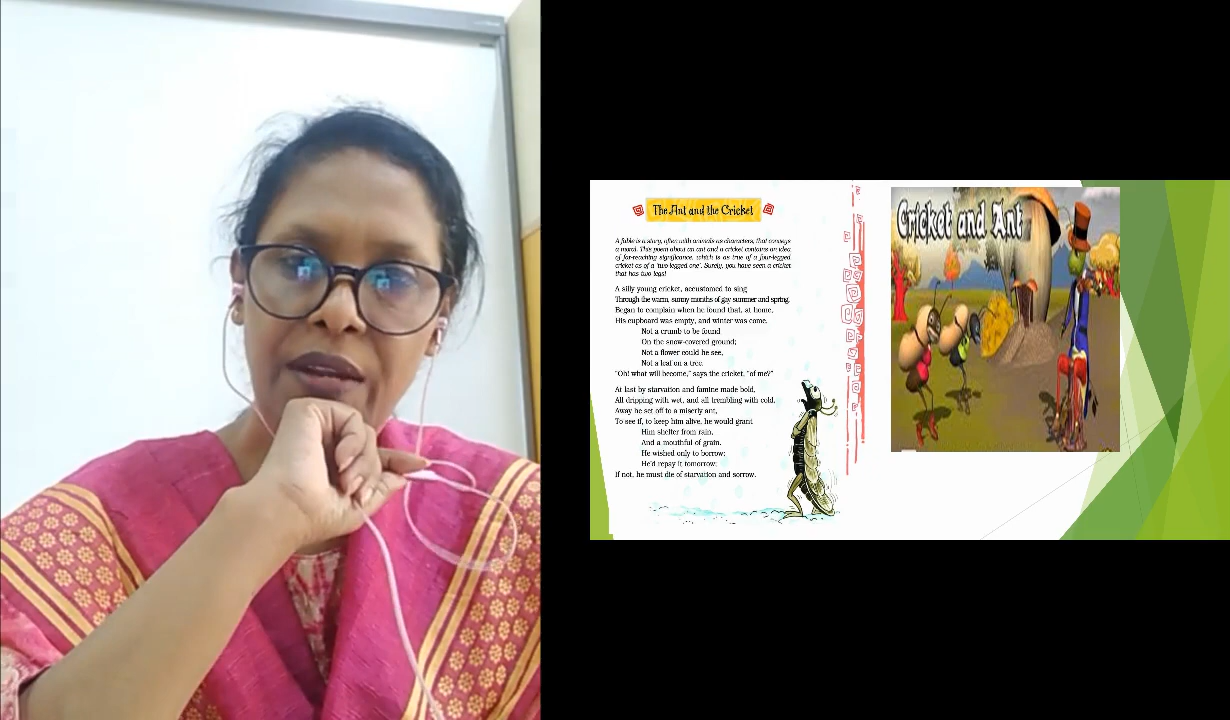 The Ant and the Cricket
A fable is a story, often with animals as characters, that conveys
a moral. This poem about an ant and a cricket contains an idea
of far-reaching significance, which is as true of a four-legged
cricket as of a 'two-legged one'. Surely, you have seen a cricket
that has two legs!
A silly young cricket, accustomed to sing
Through the warm, sunny months of gay summer and spring,
Began to complain when he found that, at home,
His cupboard was empty, and winter was come.
Not a crumb to be found
On the snow-covered ground;
Not a flower could he see,
Not a leaf on a tree.
"Oh! what will become," says the cricket, "of me?"
At last by starvation and famine made bold,
All dripping with wet, and all trembling with cold,
Away he set off to a miserly ant,
To see if, to keep him alive, he would grant
Him shelter from rain,
And a mouthful of grain.
He wished only to borrow;
He'd repay it tomorrow;
If not, he must die of starvation and sorrow.
Cricket and Ant